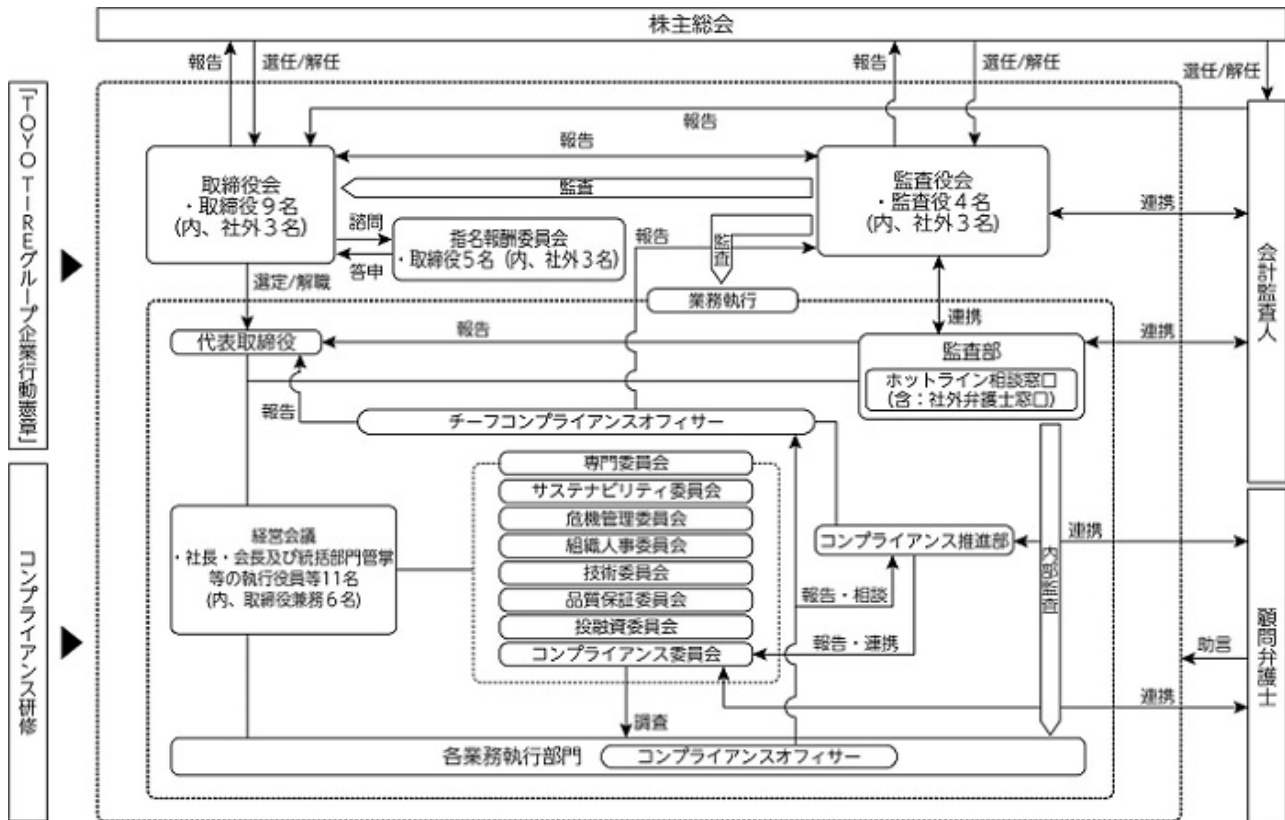 株主総会
報告
選任/解任
報告
選任/解任
選任/解任
「TOYO TIREグループ企業行動憲章」
報告
報告
取締役会
・取締役9名
(内、社外3名)
監査
監査役会
・監査役4名
(内、社外3名)
連携
会計監査人
諮問
答申
指名報酬委員会
・取締役5名(内、社外3名)
報告
監査
選定/解職
業務執行
連携
代表取締役
報告
監査部
ホットライン相談窓口
(含:社外弁護士窓口)
連携
報告
チーフコンプライアンスオフィサー
専門委員会
サステナビリティ委員会
危機管理委員会
組織人事委員会
技術委員会
品質保証委員会
投融資委員会
コンプライアンス委員会
経営会議
・社長・会長及び統括部門管掌
等の執行役員等11名
(内、取締役兼務6名)
コンプライアンス推進部
連携
内部監査
報告・相談
報告・連携
コンプライアンス研修
助言
顧問弁護士
連携
調査
各業務執行部門
コンプライアンスオフィサー